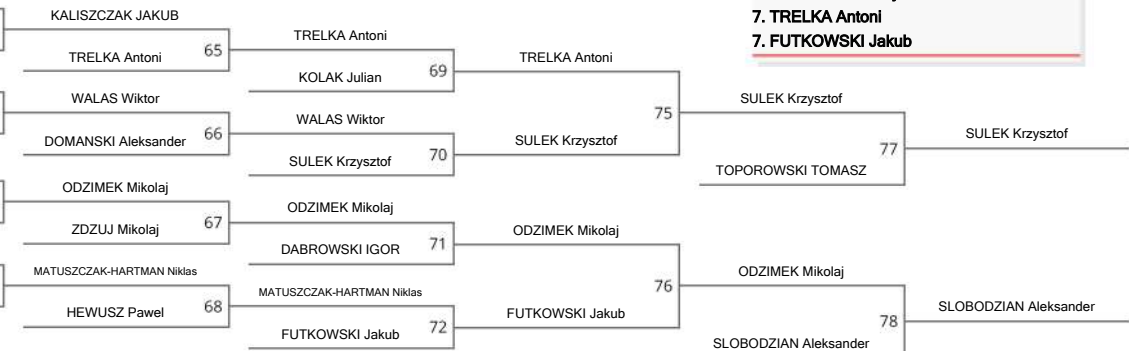 KALISZCZAK JAKUB
TRELKA Antoni
65
WALAS Wiktor
DOMANSKI Aleksander
66
ODZIMEK Mikolaj
ZDZUJ Mikolaj
67
MATUSZCZAK-HARTMAN Niklas
HEWUSZ Pawel
68
TRELKA Antoni
KOLAK Julian
69
WALAS Wiktor
SULEK Krzysztof
70
ODZIMEK Mikolaj
DABROWSKI IGOR
71
MATUSZCZAK-HARTMAN Niklas
FUTKOWSKI Jakub
72
TRELKA Antoni
75
SULEK Krzysztof
ODZIMEK Mikolaj
76
FUTKOWSKI Jakub
SULEK Krzysztof
77
TOPOROWSKI TOMASZ
ODZIMEK Mikolaj
78
SLOBODZIAN Aleksander
SULEK Krzysztof
SLOBODZIAN Aleksander
7. TRELKA Antoni
7. FUTKOWSKI Jakub